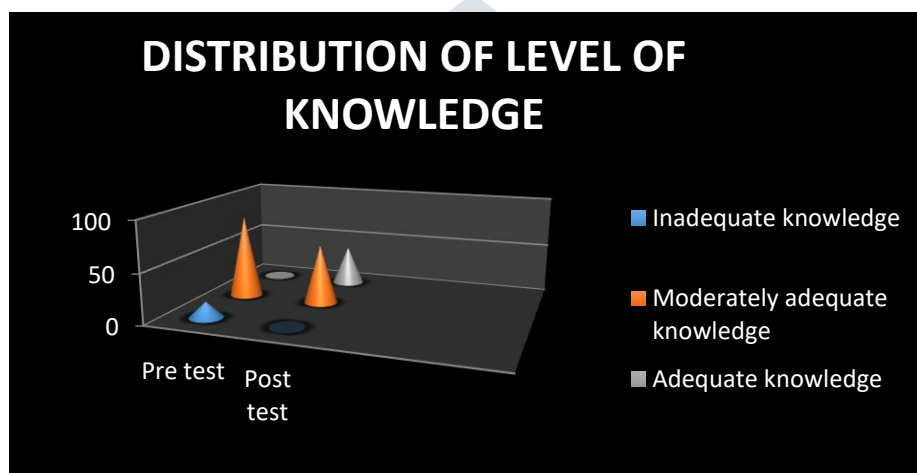 DISTRIBUTION OF LEVEL OF
KNOWLEDGE
100
50
0
Pre test
Post
test
Inadequate knowledge
Moderately adequate
knowledge
Adequate knowledge